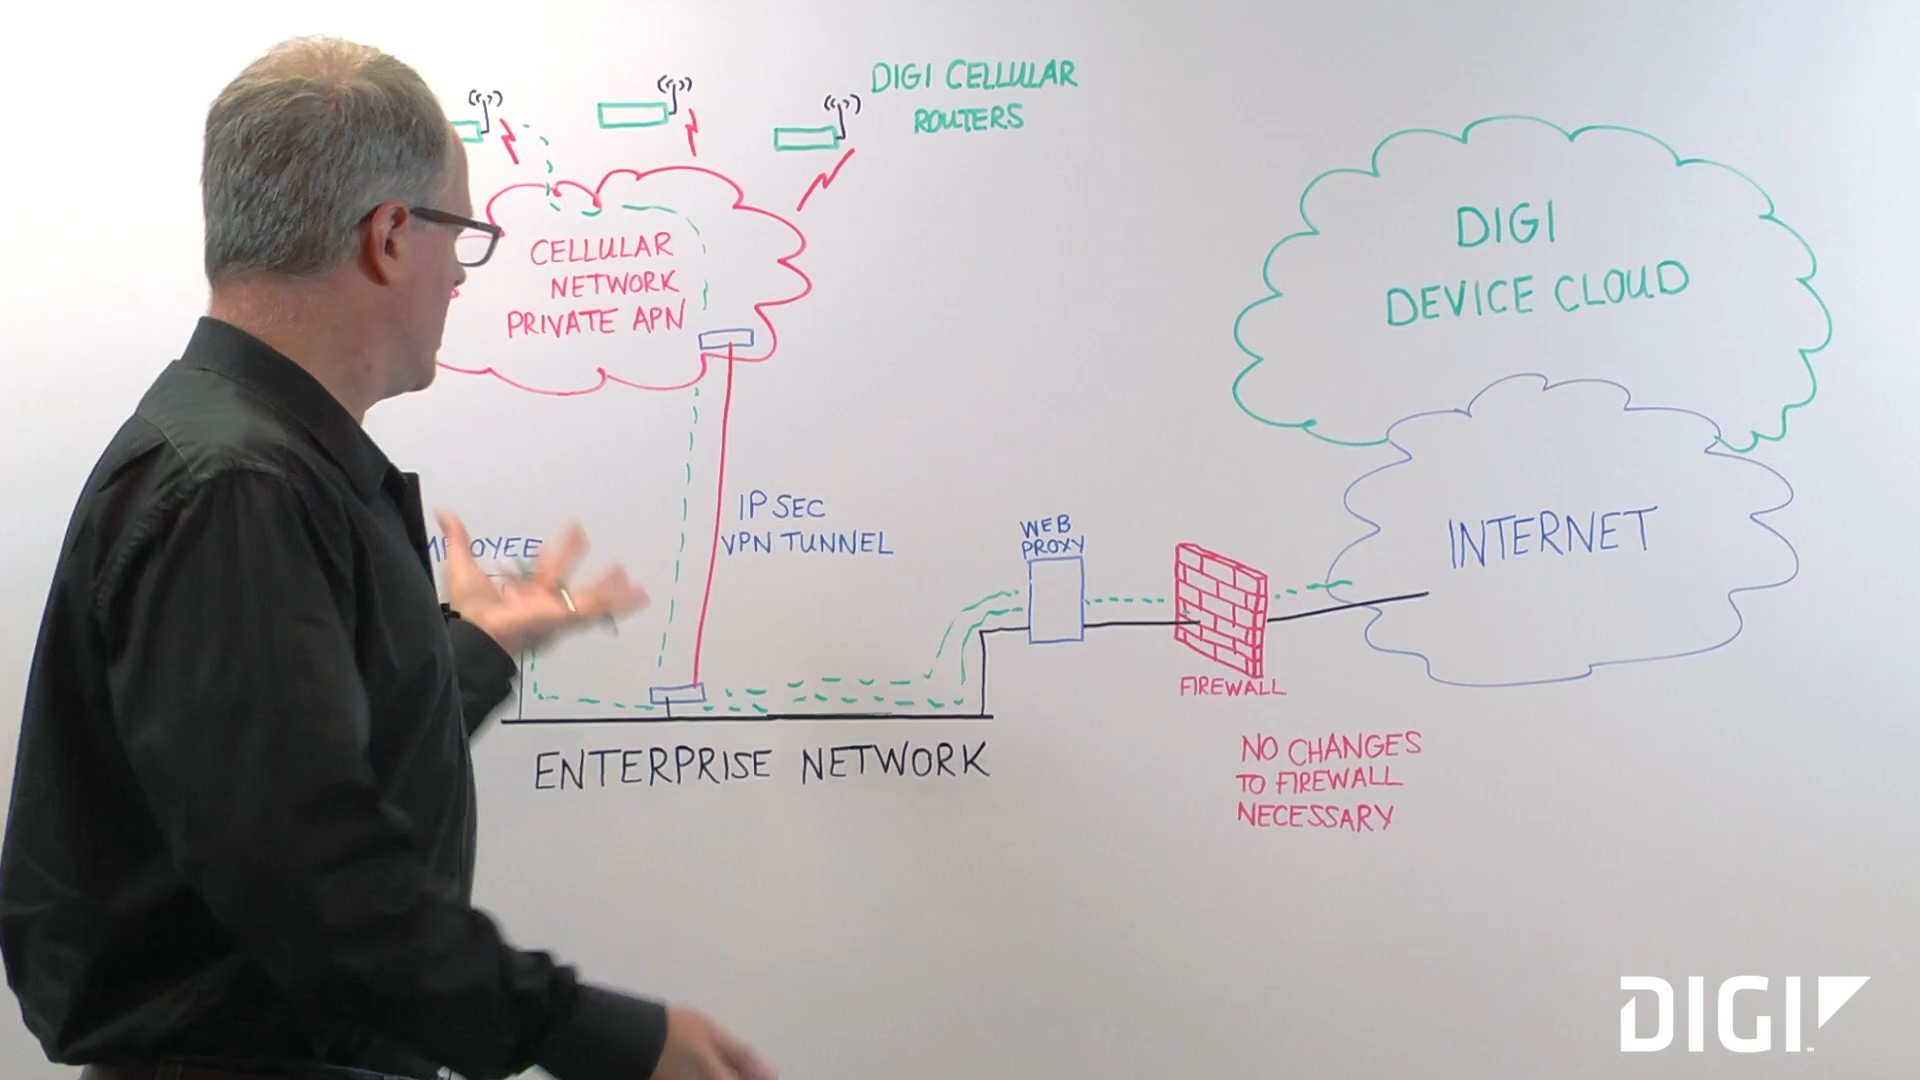 DIGI CELLULAR
ROUTERS
CELLULAR
NETWORK
PRIVATE APN
DIGI
DEVICE CLOUD
IP SEC
VPN TUNNEL
WEB
PROXY
INTERNET
FIREWALL
ENTERPRISE NETWORK
NO CHANGES
TO FIREWALL
NECESSARY
DIGI